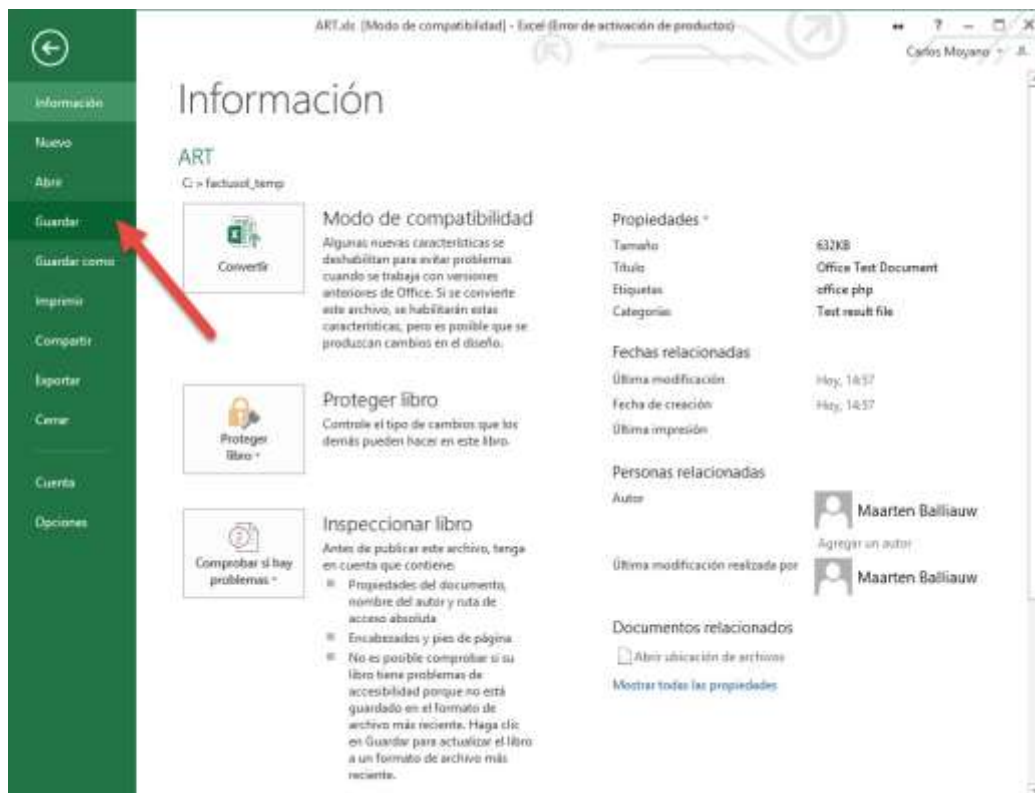 ART.xls [Modo de compatibilidad] - Excel (Error de activación de productos)
?
Carlos Moyano
Información
Nuevo
Abrir
Guardar
Guardar como
Imprimir
Compartir
Exportar
Cerrar
Cuenta
Opciones
Información
ART
C: » factusol_temp
Convertir
Modo de compatibilidad
Algunas nuevas características se
deshabilitan para evitar problemas
cuando se trabaja con versiones
anteriores de Office. Si se convierte
este archivo, se habilitarán estas
características, pero es posible que se
produzcan cambios en el diseño.
Proteger
libro
Proteger libro
Controle el tipo de cambios que los
demás pueden hacer en este libro.
Comprobar si hay
problemas
Inspeccionar libro
Antes de publicar este archivo, tenga
en cuenta que contiene:
Propiedades del documento,
nombre del autor y ruta de
acceso absoluta
Encabezados y pies de página
No es posible comprobar si su
libro tiene problemas de
accesibilidad porque no está
guardado en el formato de
archivo más reciente. Haga clic
en Guardar para actualizar el libro
a un formato de archivo más
reciente.
Propiedades
Tamaño 632KB
Título Office Test Document
Etiquetas office php
Categorías Test result file
Fechas relacionadas
Última modificación Hoy, 14:57
Fecha de creación Hoy, 14:57
Última impresión
Personas relacionadas
Autor Maarten Balliauw
Agregar un autor
Última modificación realizada por Maarten Balliauw
Documentos relacionados
Abrir ubicación de archivos
Mostrar todas las propiedades